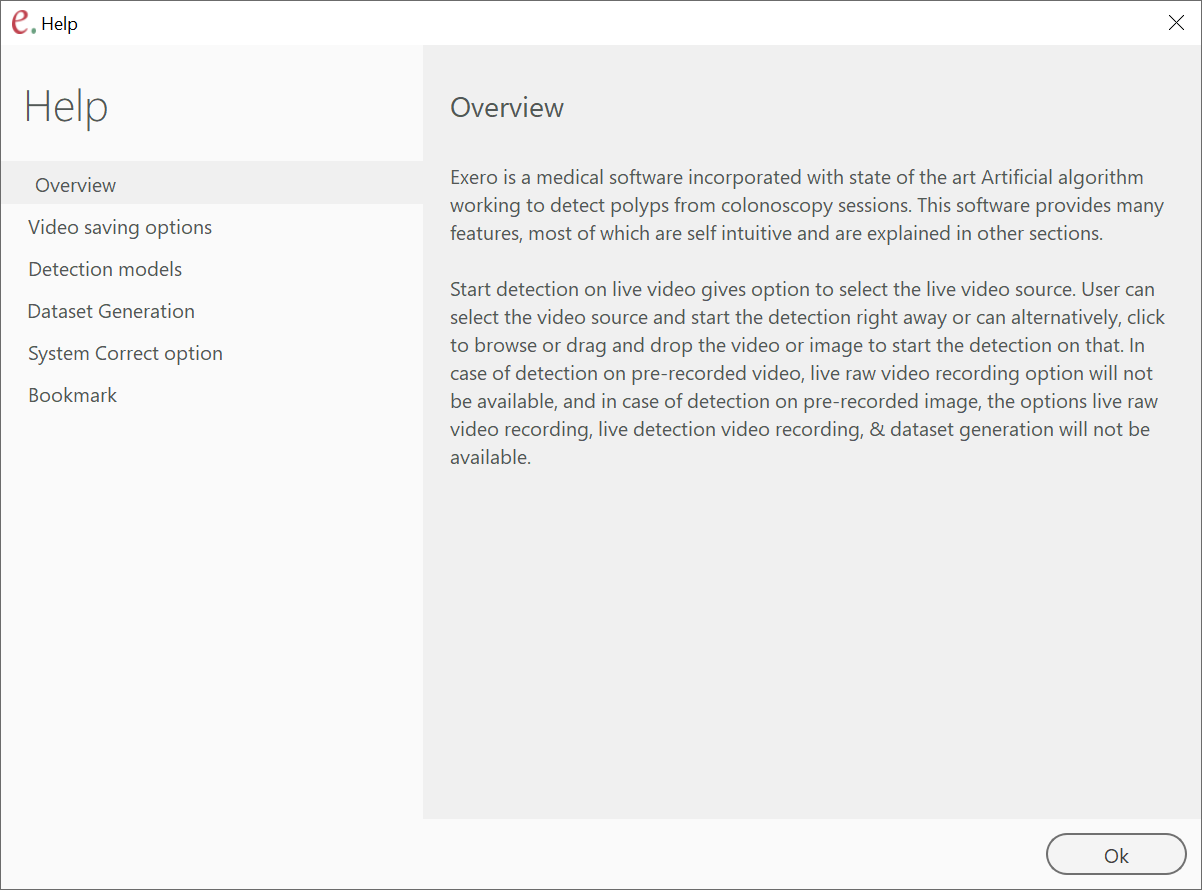 e. Help
Help
Overview
Video saving options
Detection models
Dataset Generation
System Correct option
Bookmark
Overview
Exero is a medical software incorporated with state of the art Artificial algorithm
working to detect polyps from colonoscopy sessions. This software provides many
features, most of which are self intuitive and are explained in other sections.
Start detection on live video gives option to select the live video source. User can
select the video source and start the detection right away or can alternatively, click
to browse or drag and drop the video or image to start the detection on that. In
case of detection on pre-recorded video, live raw video recording option will not
be available, and in case of detection on pre-recorded image, the options live raw
video recording, live detection video recording, & dataset generation will not be
available.
Ok